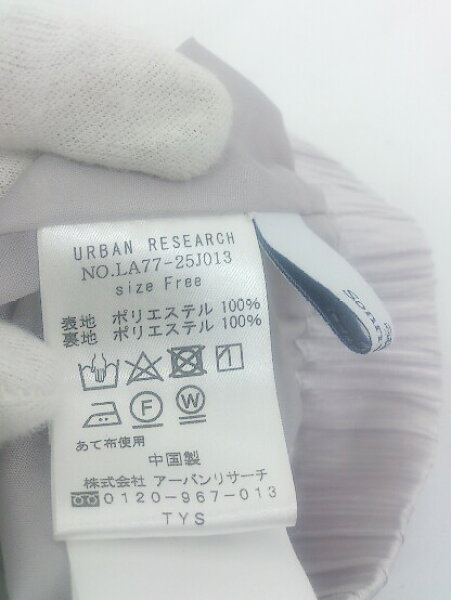 URBAN RESEARCH
NO.LA77-25J013
size Free
表地 ポリエステル 100%
裏地 ポリエステル 100%
F W
あて布使用
中国製
株式会社 アーバンリサーチ
0120-967-013
TYS